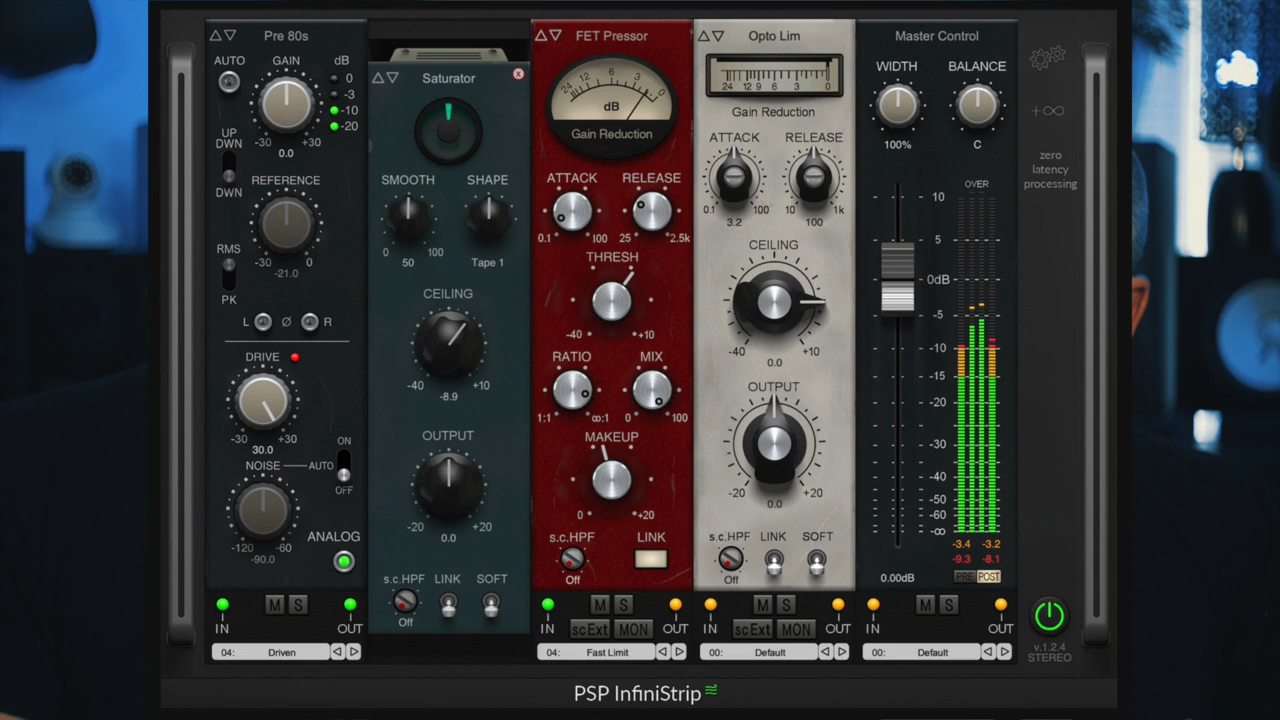 Pre 80s
AUTO GAIN dB
0
-3
-10
-20
-30 +30
0.0
UP
DWN
DWN
REFERENCE
-30 0
-21.0
RMS
PK
L Ø R
DRIVE
-30 +30
30.0
ON
NOISE AUTO
OFF
-120 -60
-90.0
ANALOG
M S
IN OUT
04: Driven
Saturator
SMOOTH SHAPE
0 100
50 Tape 1
CEILING
-40 +10
-8.9
OUTPUT
-20 +20
0.0
s.c.HPF LINK SOFT
Off
FET Pressor
24 12 6 3 0
dB
Gain Reduction
ATTACK RELEASE
0.1 100 25 2.5k
THRESH
-40 +10
RATIO MIX
1:1 ∞:1 0 100
MAKEUP
0 +20
s.c.HPF LINK
Off
M S
IN OUT
scExt MON
04: Fast Limit
Opto Lim
24 12 9 6 3 0
Gain Reduction
ATTACK RELEASE
0.1 100 10 1k
3.2 100
CEILING
-40 +10
0.0
OUTPUT
-20 +20
0.0
s.c.HPF LINK SOFT
Off
M S
IN OUT
scExt MON
00: Default
Master Control
WIDTH BALANCE
100% C
OVER
10
5
0dB
-5
-10
-15
-20
-30
-40
-50
-60
-∞
-3.4 -3.2
-9.3 -8.1
0.00dB PRE POST
M S
IN OUT
00: Default
+∞
zero
latency
processing
v.1.2.4
STEREO
PSP InfiniStrip